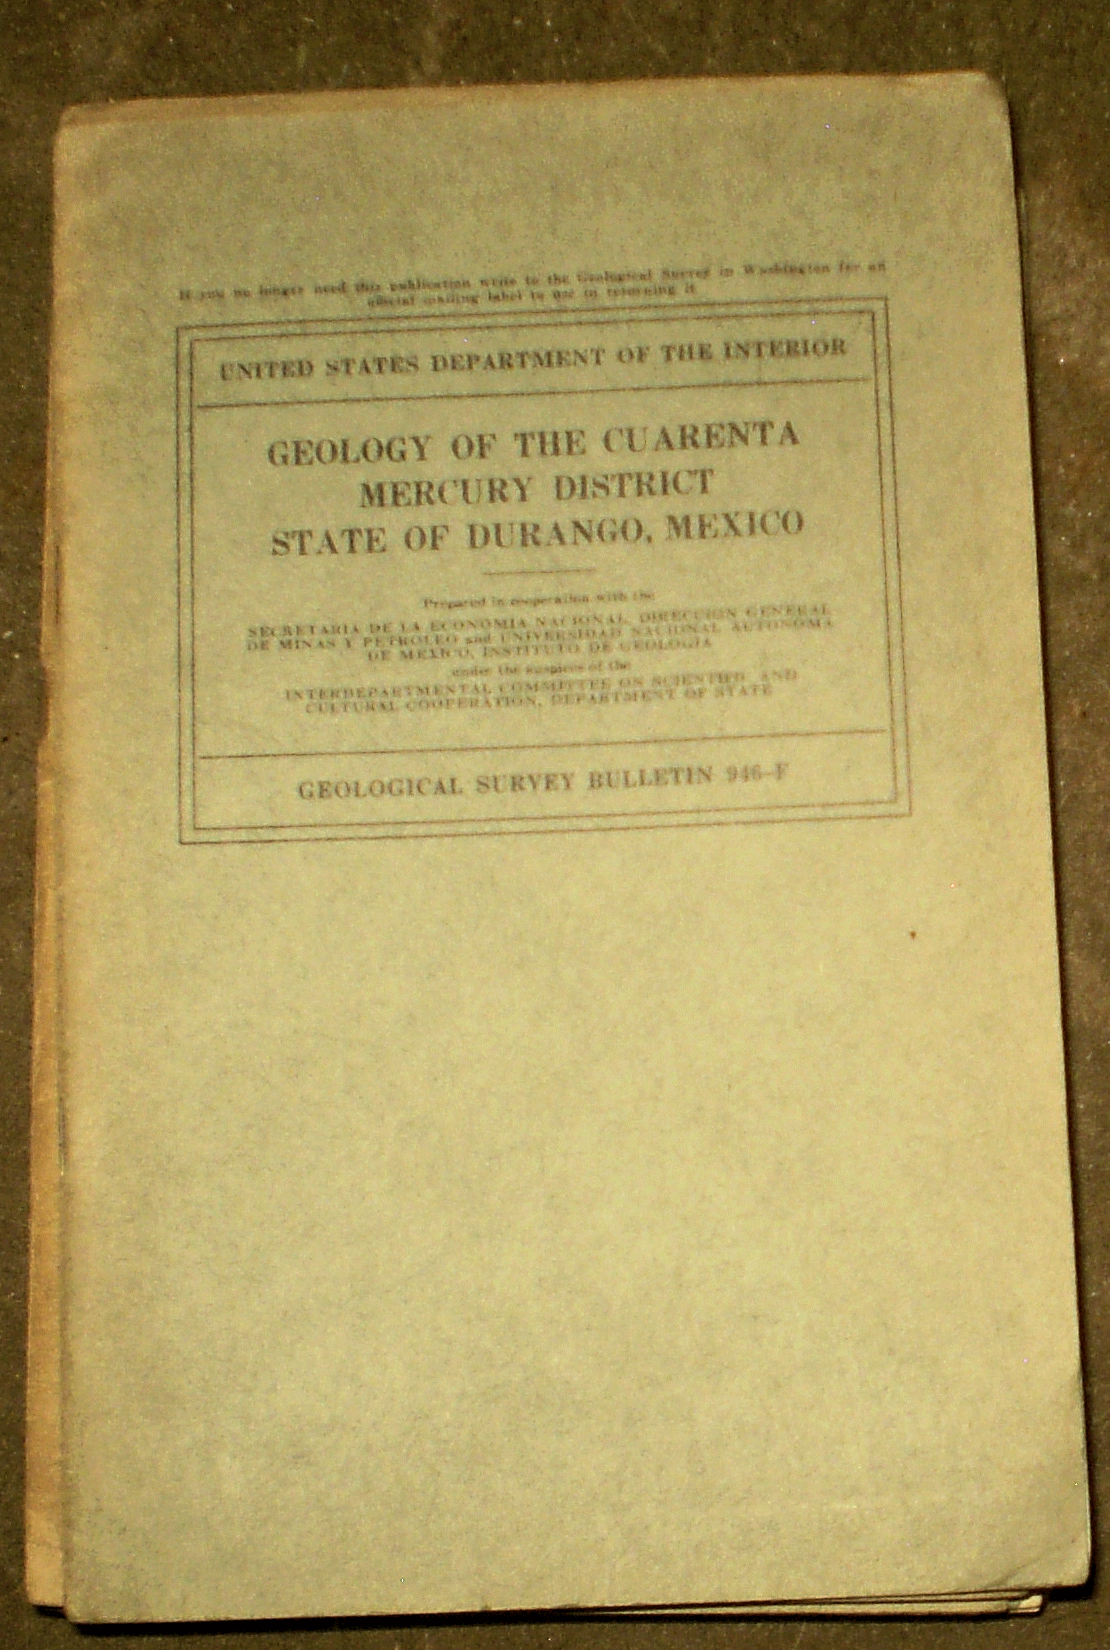 If you no longer need this publication write to the Geological Survey in Washington for an
official mailing label to use in returning it
UNITED STATES DEPARTMENT OF THE INTERIOR
GEOLOGY OF THE CUARENTA
MERCURY DISTRICT
STATE OF DURANGO, MEXICO
Prepared in cooperation with the
SECRETARIA DE LA ECONOMIA NACIONAL, DIRECCION GENERAL
DE MINAS Y PETROLEO and UNIVERSIDAD NACIONAL AUTONOMA
DE MEXICO, INSTITUTO DE GEOLOGIA
under the auspices of the
INTERDEPARTMENTAL COMMITTEE ON SCIENTIFIC AND
CULTURAL COOPERATION, DEPARTMENT OF STATE
GEOLOGICAL SURVEY BULLETIN 946-F